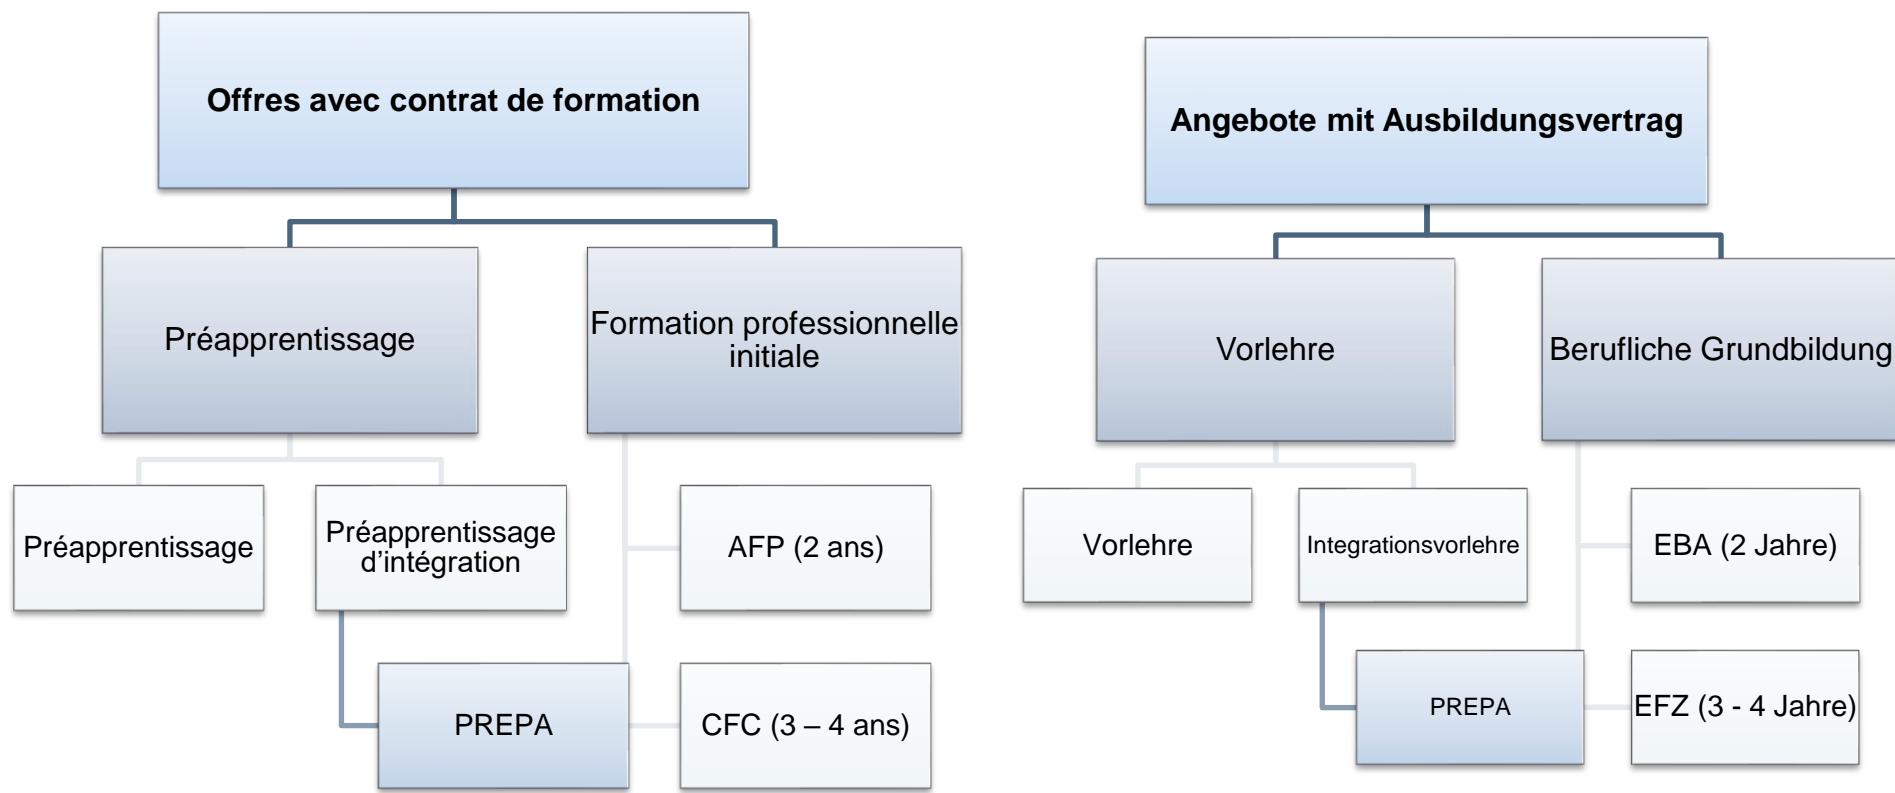 Offres avec contrat de formation
Préapprentissage
Formation professionnelle
initiale
Préapprentissage
Préapprentissage
d’intégration
AFP (2 ans)
PREPA
CFC (3 – 4 ans)
Angebote mit Ausbildungsvertrag
Vorlehre
Berufliche Grundbildung
Vorlehre
Integrationsvorlehre
EBA (2 Jahre)
PREPA
EFZ (3 - 4 Jahre)